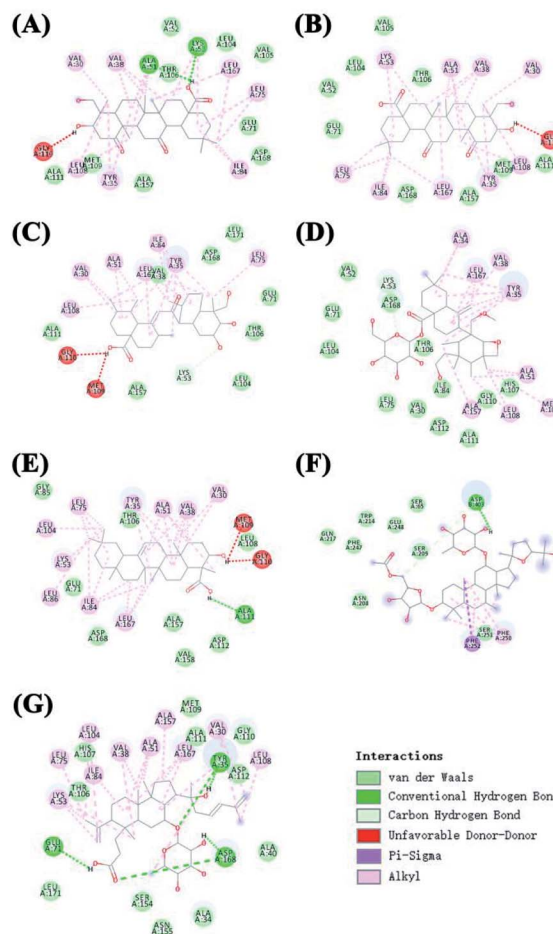 (A)
VAL
A:52
LEU
A:104
VAL
A:105
VAL
A:30
VAL
A:38
ALA
THR
A:106
LEU
A:167
LEU
A:75
GLU
A:71
ASP
A:168
ILE
A:84
ALA
A:111
LEU
A:108
MET
A:109
TYR
A:35
ALA
A:157
(B)
VAL
A:105
LEU
A:104
LYS
A:53
VAL
A:52
THR
A:106
ALA
A:51
VAL
A:38
VAL
A:30
GLU
A:71
LEU
A:75
ILE
A:84
ASP
A:168
LEU
A:167
ALA
A:157
TYR
A:35
MET
A:109
LEU
A:108
(C)
VAL
A:30
ALA
A:51
ILE
A:84
VAL
A:38
TYR
A:35
ASP
A:168
LEU
A:171
LEU
A:75
GLU
A:71
LEU
A:108
THR
A:106
ALA
A:111
MET
A:109
ALA
A:157
LYS
A:53
LEU
A:104
(D)
ALA
A:34
VAL
A:52
LYS
A:53
LEU
A:167
VAL
A:38
TYR
A:35
ASP
A:168
GLU
A:71
LEU
A:104
THR
A:106
ALA
A:51
LEU
A:75
VAL
A:30
ILE
A:84
ASP
A:112
ALA
A:157
GLY
A:110
HIS
A:107
LEU
A:108
ALA
A:111
(E)
GLY
A:85
LEU
A:75
TYR
A:35
ALA
A:51
VAL
A:38
VAL
A:30
LEU
A:104
THR
A:106
LEU
A:108
LYS
A:53
GLU
A:71
LEU
A:86
ILE
A:84
ALA
A:111
ASP
A:168
LEU
A:167
ALA
A:157
ASP
A:112
VAL
A:158
(F)
TRP
A:214
GLU
A:248
GLN
A:217
PHE
A:247
SER
A:209
ASN
A:204
PHE
A:252
SER
A:251
PHE
A:250
(G)
LEU
A:104
ALA
A:157
MET
A:109
ALA
A:111
VAL
A:30
GLY
A:110
LEU
A:75
HIS
A:107
VAL
A:38
ALA
A:51
LEU
A:167
TYR
A:35
LEU
A:108
ILE
A:84
ASP
A:112
LYS
A:53
THR
A:106
GLU
A:71
ASP
A:168
ALA
A:40
LEU
A:171
SER
A:154
ALA
A:34
ASN
A:155
Interactions
van der Waals
Conventional Hydrogen Bon
Carbon Hydrogen Bond
Unfavorable Donor-Donor
Pi-Sigma
Alkyl